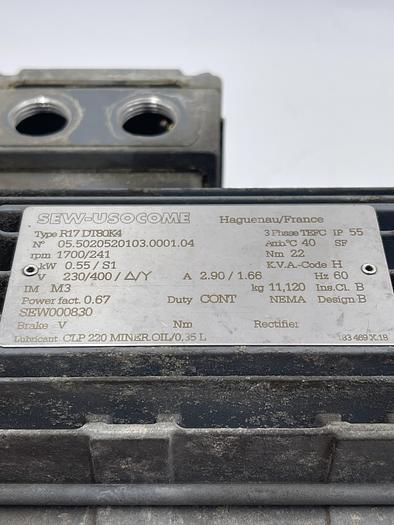 SEW-USOCOME Haguenau/France
Type R17 DT80K4 3 Phase TEFC IP 55
N° 05.5020520103.0001.04 Amb°C 40 SF
rpm 1700/241 Nm 22
kW 0.55 / S1 K.V.A.-Code H
V 230/400 / Δ/Y A 2.90 / 1.66 Hz 60
IM M3 kg 11,120 Ins.Cl. B
Power fact. 0.67 Duty CONT NEMA Design B
SEW000830
Brake V Nm Rectifier
Lubricant CLP 220 MINER.OIL/0,35 L 183 469 X.18